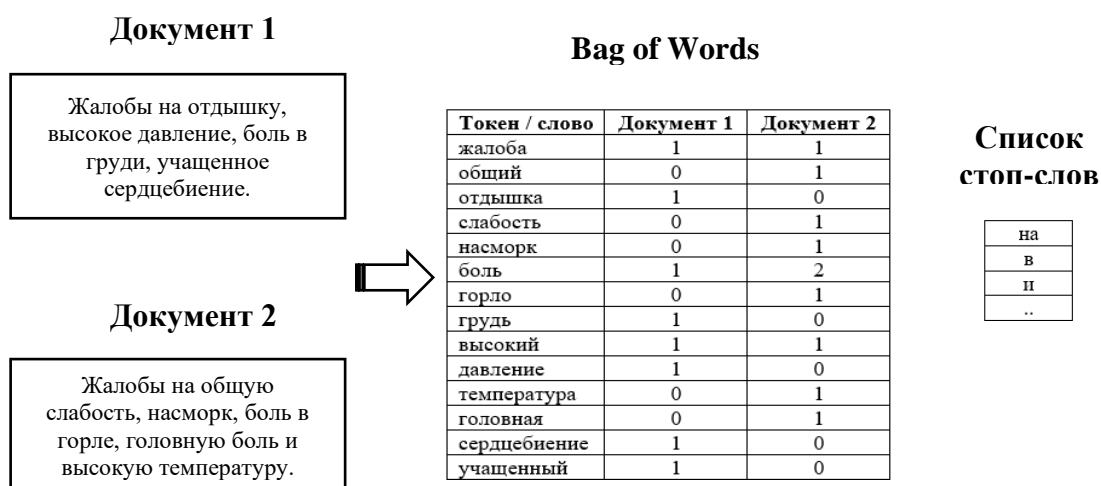 Документ 1
Жалобы на отдышку,
высокое давление, боль в
груди, учащенное
сердцебиение.
Документ 2
Жалобы на общую
слабость, насморк, боль в
горле, головную боль и
высокую температуру.
Bag of Words
Токен / слово Документ 1 Документ 2
жалоба 1 1
общий 0 1
отдышка 1 0
слабость 0 1
насморк 0 1
боль 1 2
горло 0 1
грудь 1 0
высокий 1 1
давление 1 0
температура 0 1
головная 0 1
сердцебиение 1 0
учащенный 1 0
Список
стоп-слов
на
в
и
..